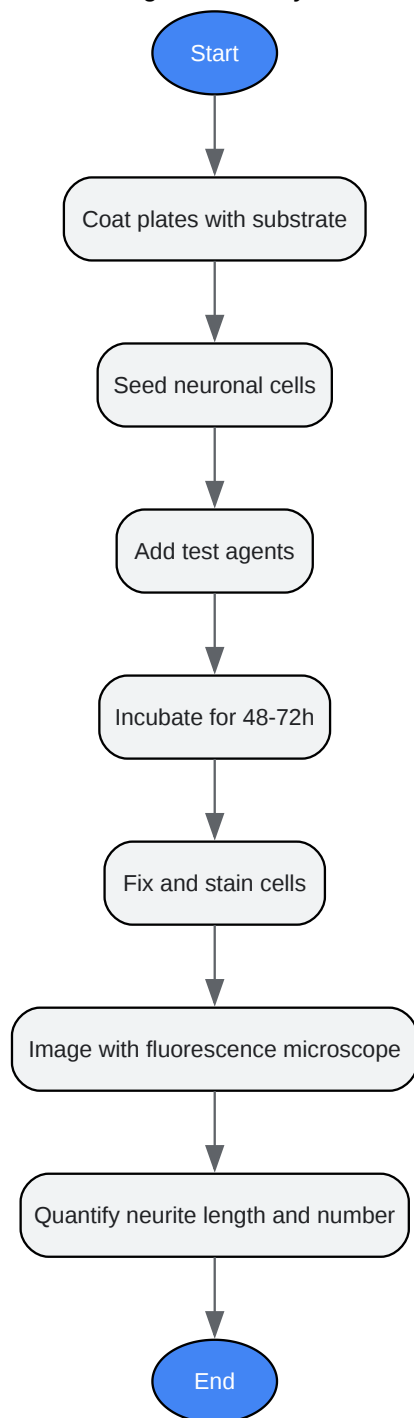 Start
Coat plates with substrate
Seed neuronal cells
Add test agents
Incubate for 48-72h
Fix and stain cells
Image with fluorescence microscope
Quantify neurite length and number
End